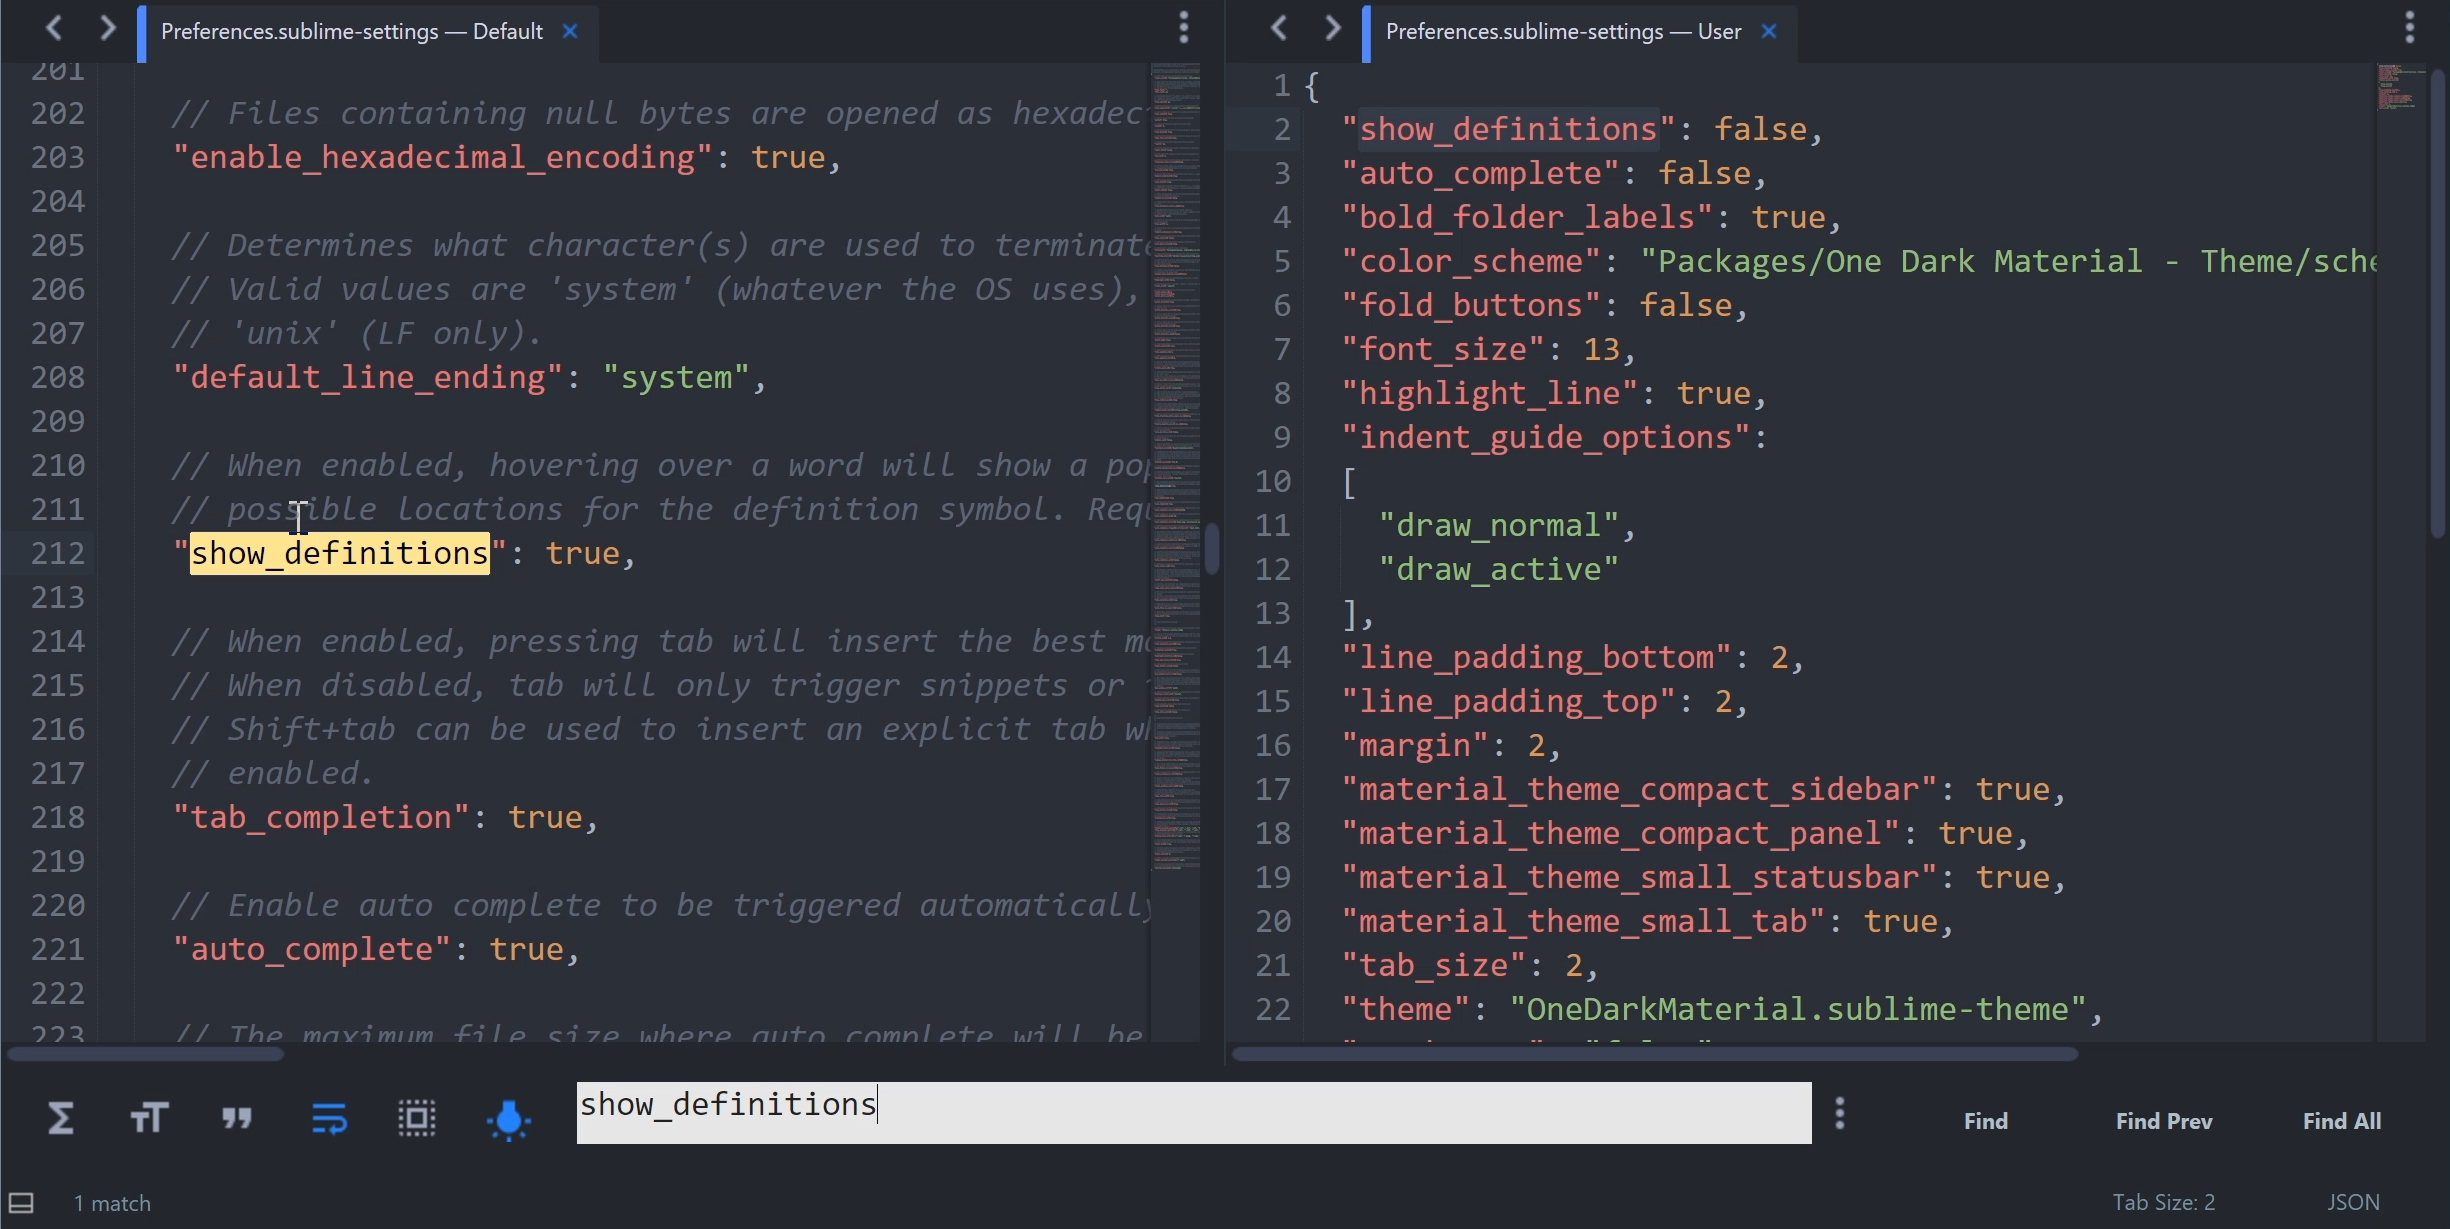 Preferences.sublime-settings — Default
201
202 // Files containing null bytes are opened as hexadec
203 "enable_hexadecimal_encoding": true,
204
205 // Determines what character(s) are used to terminat
206 // Valid values are 'system' (whatever the OS uses),
207 // 'unix' (LF only).
208 "default_line_ending": "system",
209
210 // When enabled, hovering over a word will show a pop
211 // possible locations for the definition symbol. Requ
212 "show_definitions": true,
213
214 // When enabled, pressing tab will insert the best m
215 // When disabled, tab will only trigger snippets or
216 // Shift+tab can be used to insert an explicit tab w
217 // enabled.
218 "tab_completion": true,
219
220 // Enable auto complete to be triggered automatically
221 "auto_complete": true,
222
223 // The maximum file size where auto complete will be
Preferences.sublime-settings — User
1 {
2 "show_definitions": false,
3 "auto_complete": false,
4 "bold_folder_labels": true,
5 "color_scheme": "Packages/One Dark Material - Theme/sche
6 "fold_buttons": false,
7 "font_size": 13,
8 "highlight_line": true,
9 "indent_guide_options":
10 [
11 "draw_normal",
12 "draw_active"
13 ],
14 "line_padding_bottom": 2,
15 "line_padding_top": 2,
16 "margin": 2,
17 "material_theme_compact_sidebar": true,
18 "material_theme_compact_panel": true,
19 "material_theme_small_statusbar": true,
20 "material_theme_small_tab": true,
21 "tab_size": 2,
22 "theme": "OneDarkMaterial.sublime-theme",
show_definitions
Find
Find Prev
Find All
1 match
Tab Size: 2
JSON